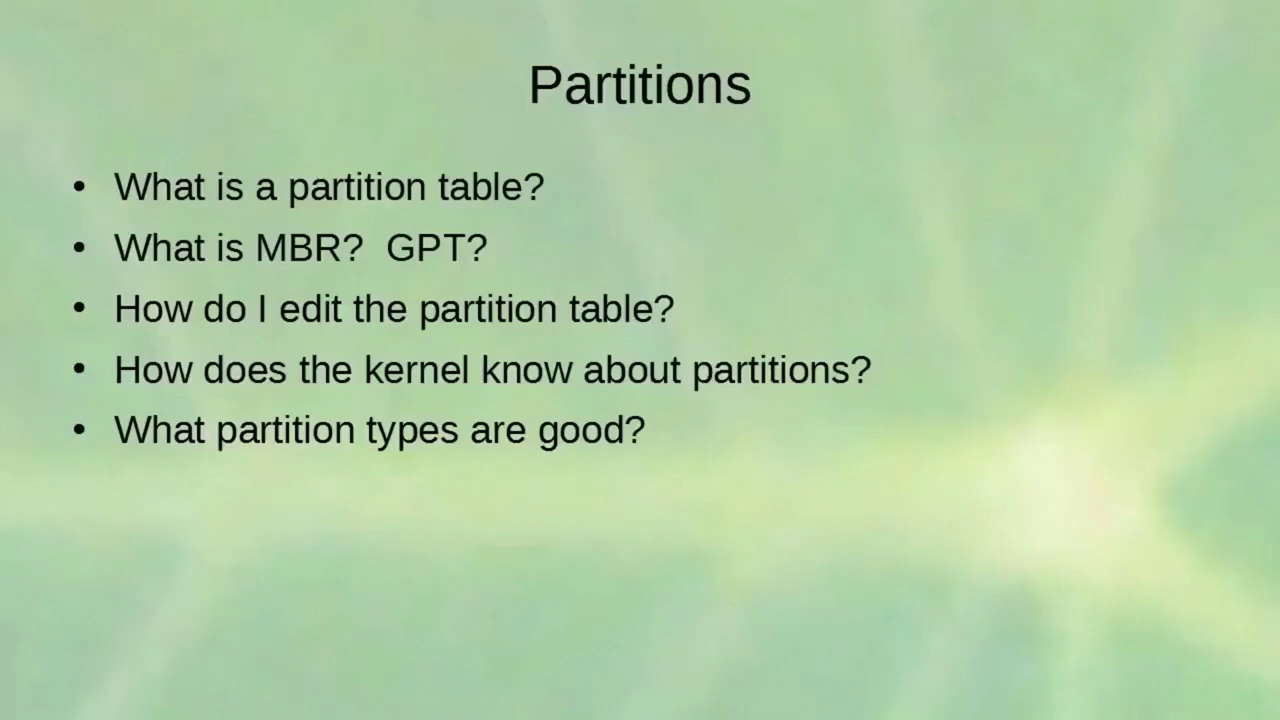 Partitions
• What is a partition table?
• What is MBR?  GPT?
• How do I edit the partition table?
• How does the kernel know about partitions?
• What partition types are good?